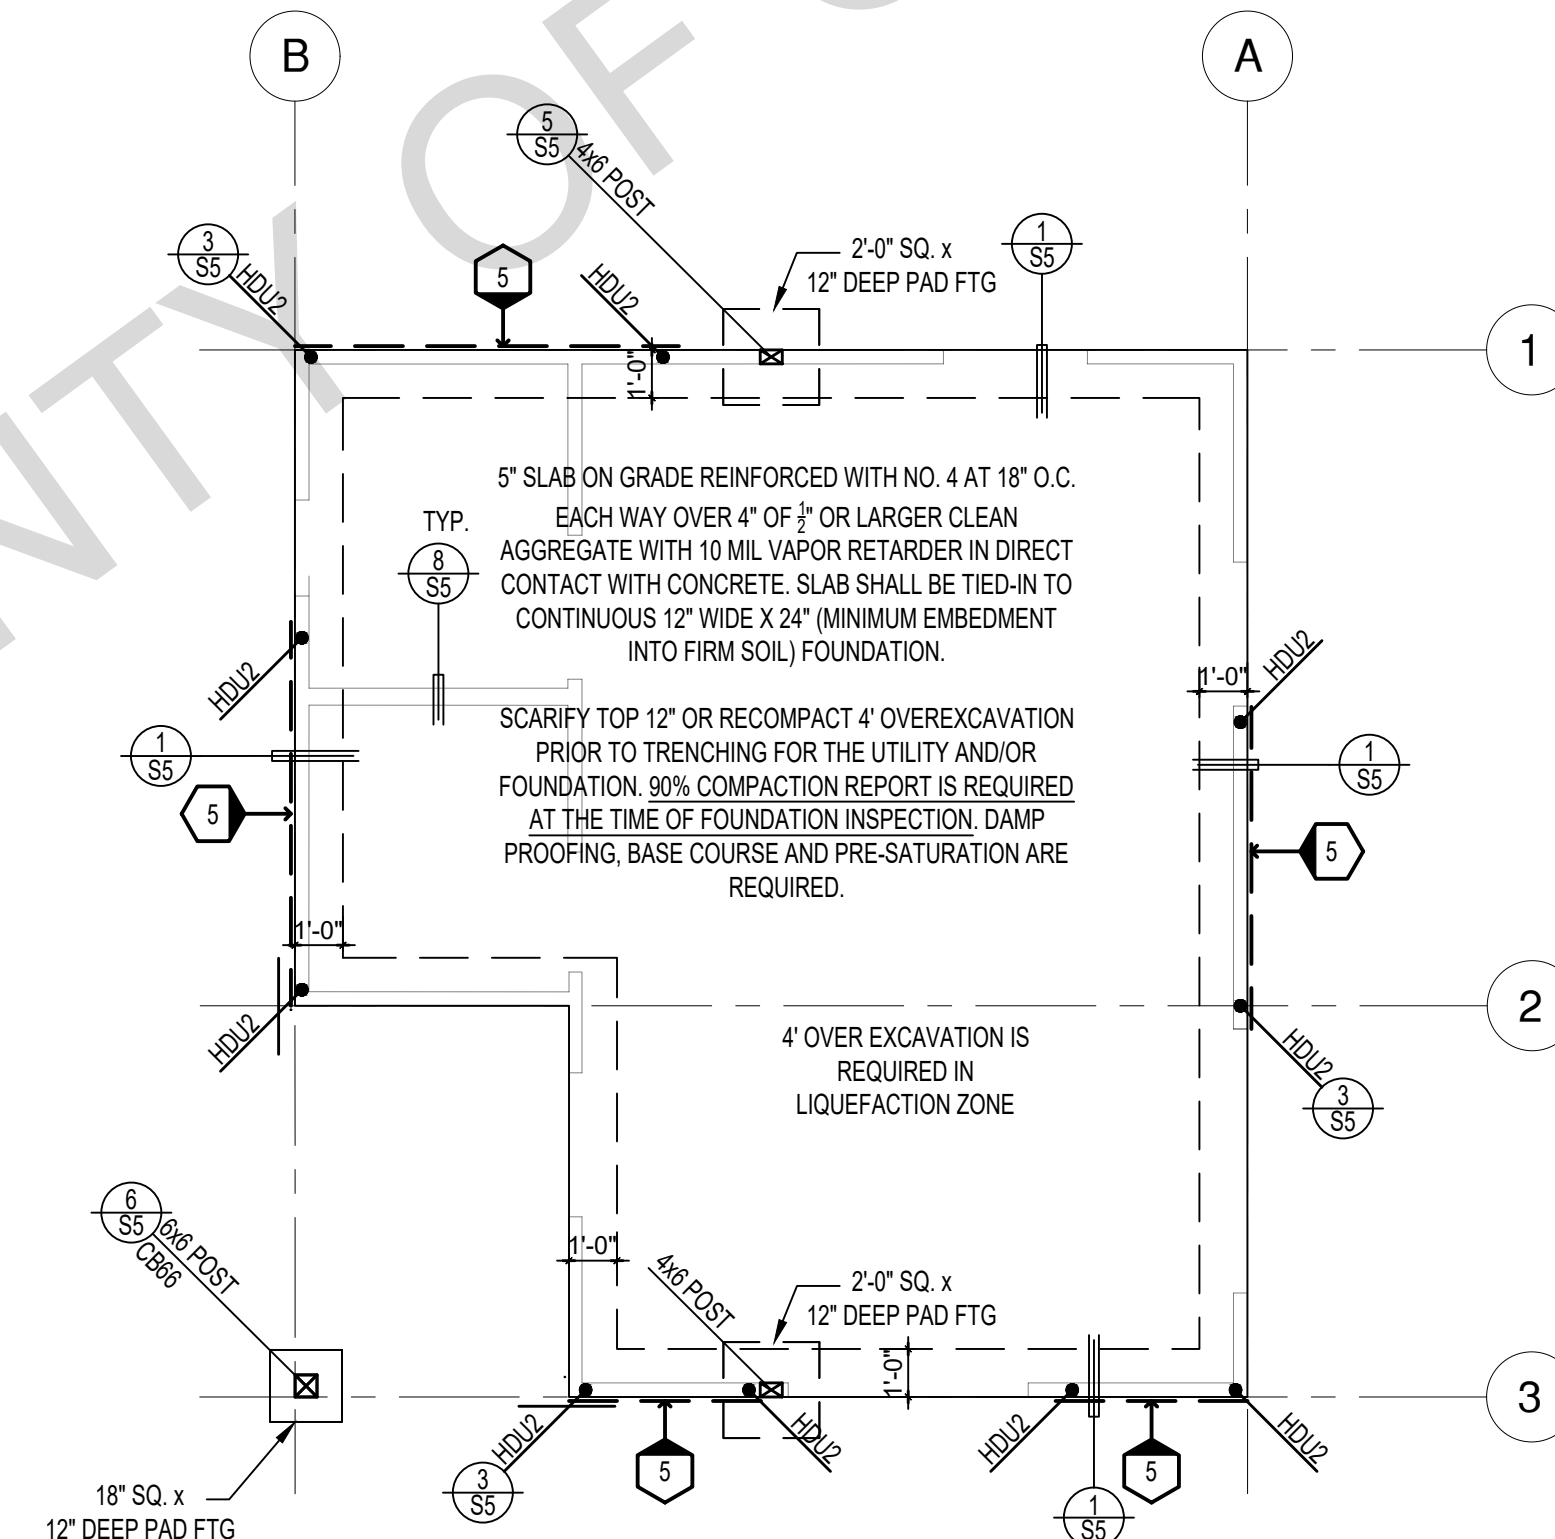 NTY OF
B
A
5
S5
4x6 POST
3
S5
HDU2
5
HDU2
2'-0" SQ. x
12" DEEP PAD FTG
1
S5
1
1'-0"
5" SLAB ON GRADE REINFORCED WITH NO. 4 AT 18" O.C.
EACH WAY OVER 4" OF 1/2" OR LARGER CLEAN
AGGREGATE WITH 10 MIL VAPOR RETARDER IN DIRECT
CONTACT WITH CONCRETE. SLAB SHALL BE TIED-IN TO
CONTINUOUS 12" WIDE X 24" (MINIMUM EMBEDMENT
INTO FIRM SOIL) FOUNDATION.
TYP.
8
S5
HDU2
HDU2
1'-0"
SCARIFY TOP 12" OR RECOMPACT 4' OVEREXCAVATION
PRIOR TO TRENCHING FOR THE UTILITY AND/OR
FOUNDATION. 90% COMPACTION REPORT IS REQUIRED
AT THE TIME OF FOUNDATION INSPECTION. DAMP
PROOFING, BASE COURSE AND PRE-SATURATION ARE
REQUIRED.
1
S5
5
1
S5
5
1'-0"
HDU2
2
4' OVER EXCAVATION IS
REQUIRED IN
LIQUEFACTION ZONE
HDU2
3
S5
6
S5
6x6 POST
CB66
1'-0"
4x6 POST
2'-0" SQ. x
12" DEEP PAD FTG
1'-0"
3
HDU2
3
S5
5
HDU2
HDU2
5
HDU2
1
S5
18" SQ. x
12" DEEP PAD FTG